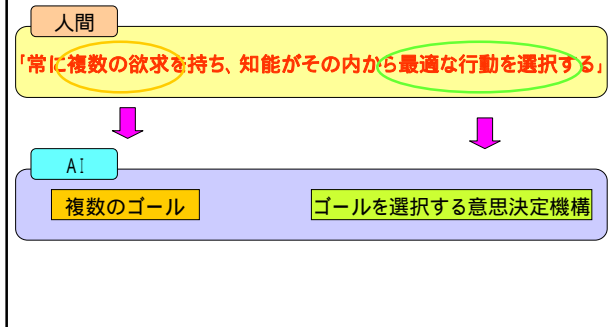 人間
「常に複数の欲求を持ち、知能がその内から最適な行動を選択する」
AI
複数のゴール
ゴールを選択する意思決定機構